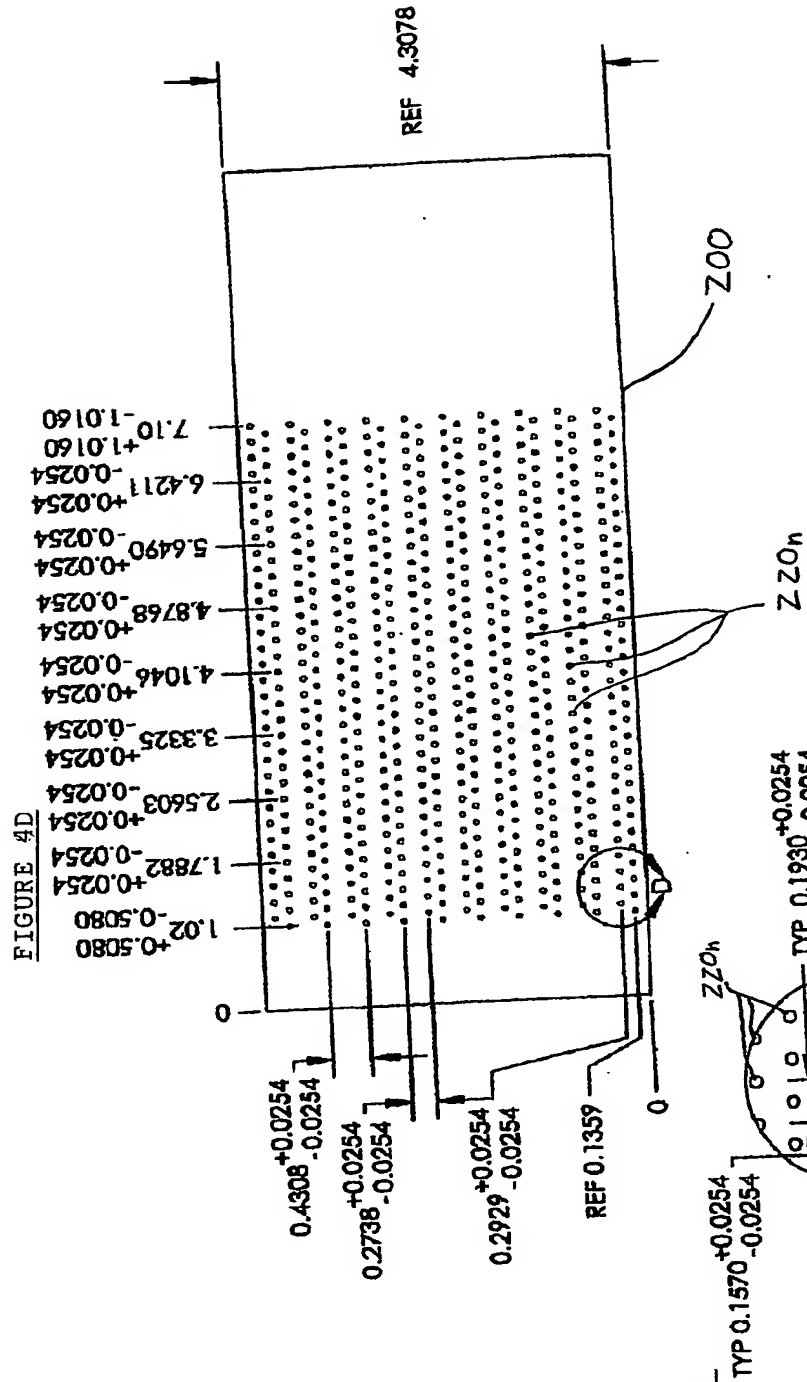 FIGURE 4D
1.02 +0.5080 -0.5080
1.7882 +0.0254 -0.0254
2.5603 +0.0254 -0.0254
3.3325 +0.0254 -0.0254
4.1046 +0.0254 -0.0254
4.8768 +0.0254 -0.0254
5.6490 +0.0254 -0.0254
6.4211 +0.0254 -0.0254
7.10 +1.0160 -1.0160
REF 4.3078
0
0.4308 +0.0254 -0.0254
0.2738 +0.0254 -0.0254
0.2929 +0.0254 -0.0254
REF 0.1359
0
D
Z00
ZZ0n
ZZ0n
TYP 0.1570 +0.0254 -0.0254
TYP 0.1930 +0.0254